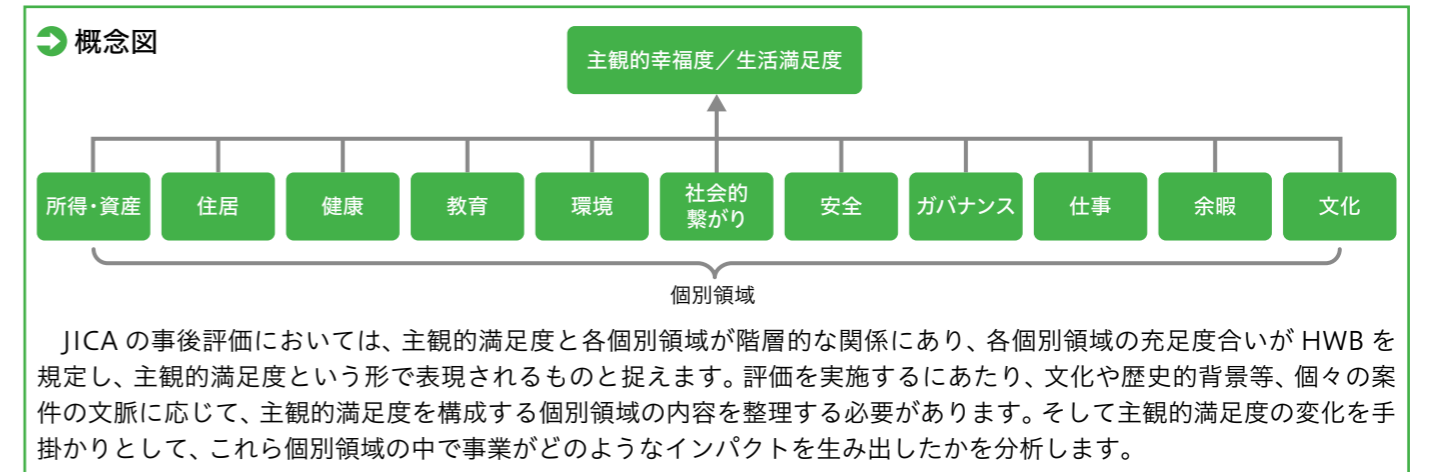 概念図
主観的幸福度／生活満足度
所得・資産
住居
健康
教育
環境
社会的
繋がり
安全
ガバナンス
仕事
余暇
文化
個別領域
JICA の事後評価においては、主観的満足度と各個別領域が階層的な関係にあり、各個別領域の充足度合いが HWB を
規定し、主観的満足度という形で表現されるものと捉えます。評価を実施するにあたり、文化や歴史的背景等、個々の案
件の文脈に応じて、主観的満足度を構成する個別領域の内容を整理する必要があります。そして主観的満足度の変化を手
掛かりとして、これら個別領域の中で事業がどのようなインパクトを生み出したかを分析します。